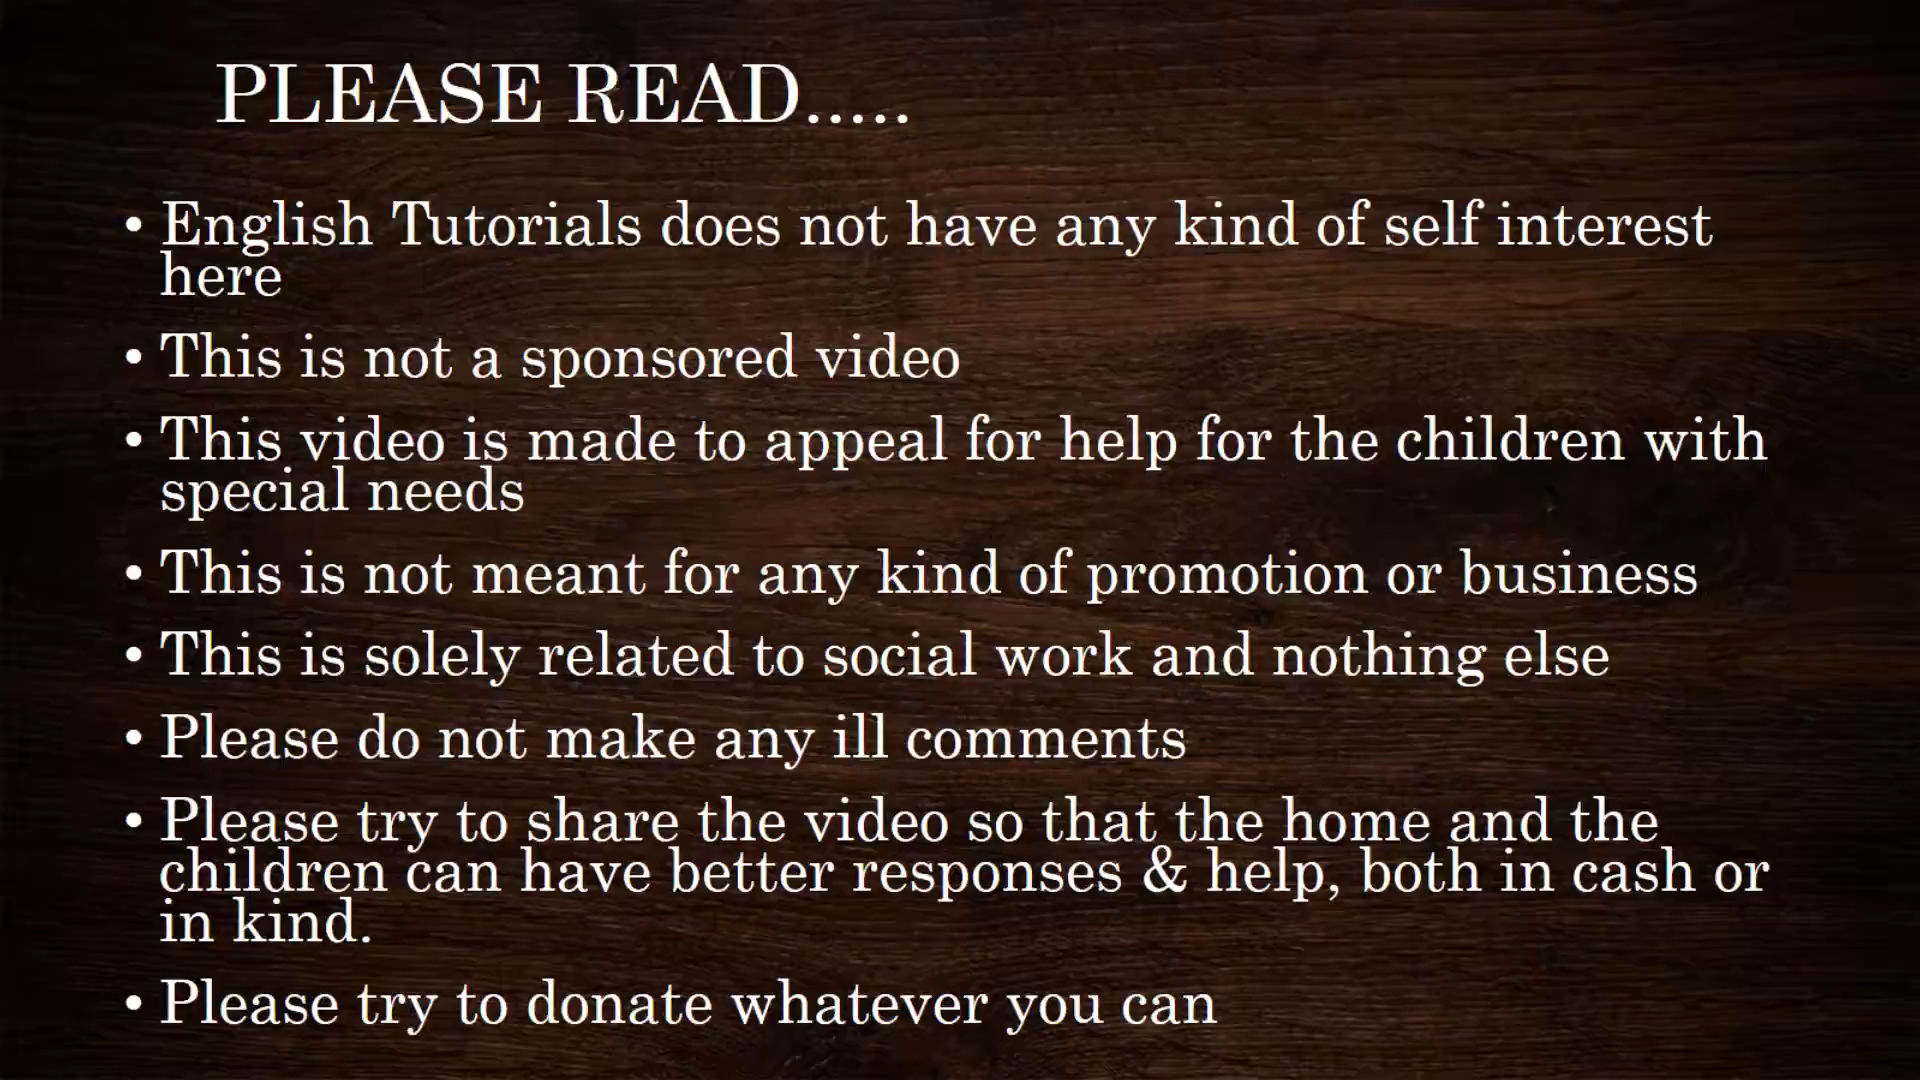 PLEASE READ.....
• English Tutorials does not have any kind of self interest
here
• This is not a sponsored video
• This video is made to appeal for help for the children with
special needs
• This is not meant for any kind of promotion or business
• This is solely related to social work and nothing else
• Please do not make any ill comments
• Please try to share the video so that the home and the
children can have better responses & help, both in cash or
in kind.
• Please try to donate whatever you can